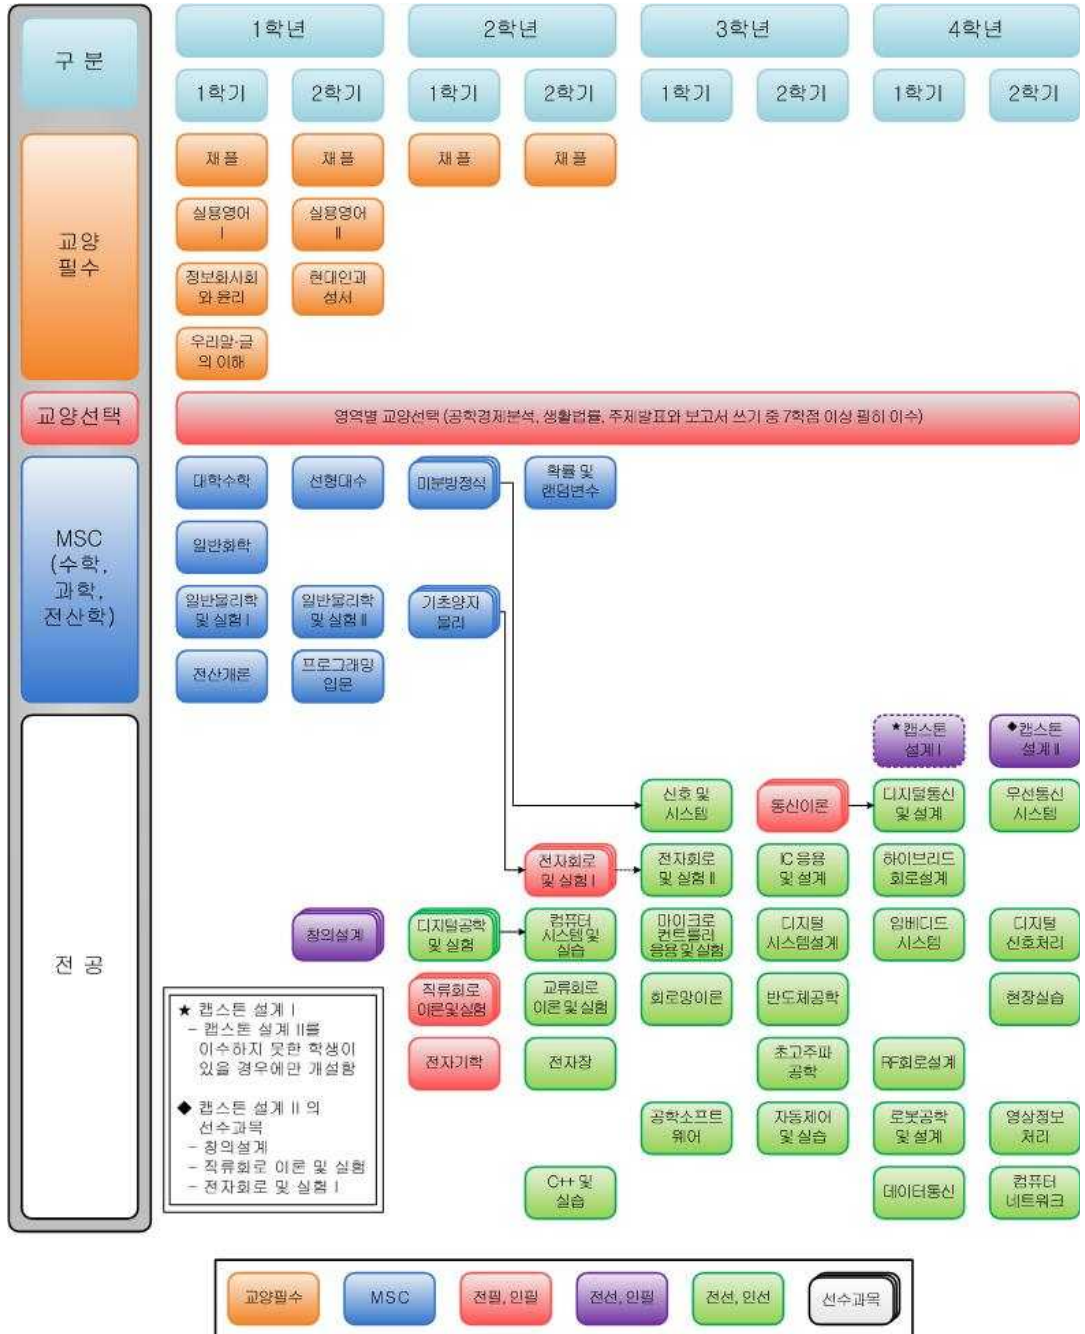 구 분
1학년
2학년
3학년
4학년
1학기
2학기
1학기
2학기
1학기
2학기
1학기
2학기
교양
필수
채 플
채 플
채 플
채 플
실용영어
I
실용영어
II
정보화사회
와 윤리
현대인과
성서
우리말·글
의 이해
교양선택
영역별 교양선택 (공학경제분석, 생활법률, 주제발표와 보고서 쓰기 중 7학점 이상 필히 이수)
MSC
(수학,
과학,
전산학)
대학수학
선형대수
미분방정식
확률 및
랜덤변수
일반화학
일반물리학
및 실험 I
일반물리학
및 실험 II
기초양자
물리
전산개론
프로그래밍
입문
전 공
★캡스톤
설계 I
◆캡스톤
설계 II
신호 및
시스템
통신이론
디지털통신
및 설계
무선통신
시스템
전자회로
및 실험 I
전자회로
및 실험 II
IC 응용
및 설계
하이브리드
회로설계
창의설계
디지털공학
및 실험
컴퓨터
시스템 및
실습
마이크로
컨트롤러
응용 및 실험
디지털
시스템설계
임베디드
시스템
디지털
신호처리
직류회로
이론및실험
교류회로
이론 및 실험
회로망이론
반도체공학
현장실습
전자기학
전자장
초고주파
공학
RF회로설계
공학소프트
웨어
자동제어
및 실습
로봇공학
및 설계
영상정보
처리
C++ 및
실습
데이터통신
컴퓨터
네트워크
★ 캡스톤 설계 I
– 캡스톤 설계 II를
이수하지 못한 학생이
있을 경우에만 개설함
◆ 캡스톤 설계 II 의
선수과목
– 창의설계
– 직류회로 이론 및 실험
– 전자회로 및 실험 I
교양필수
MSC
전필, 인필
전선, 인필
전선, 인선
선수과목